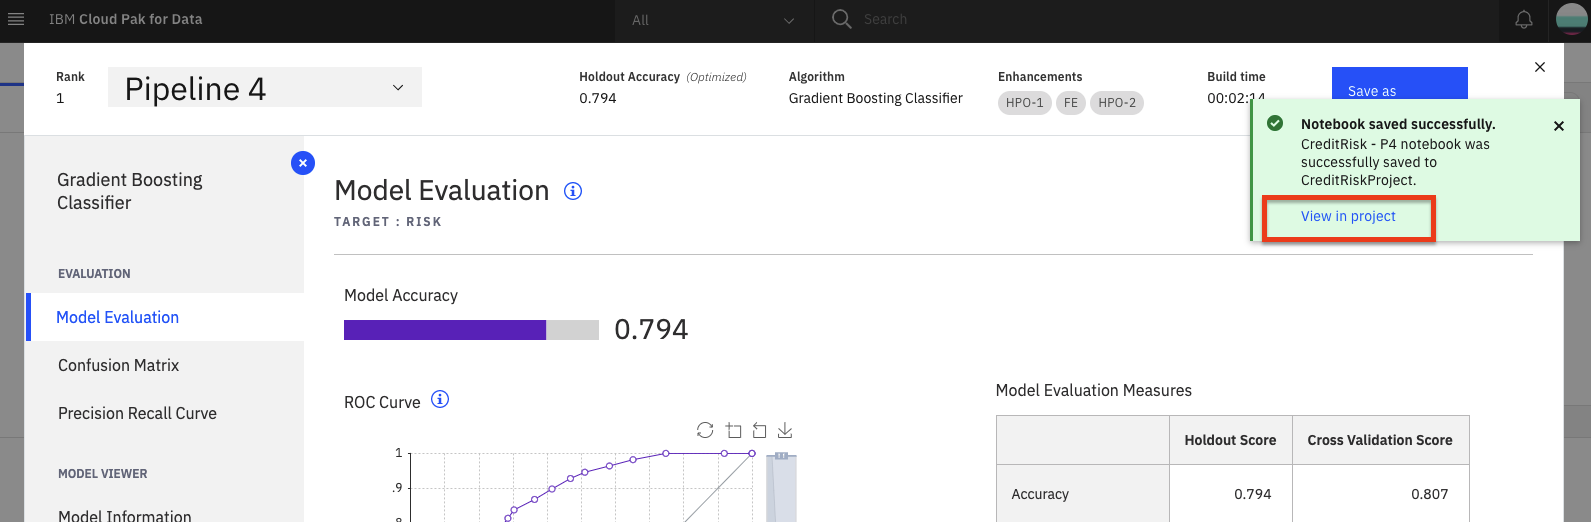 IBM Cloud Pak for Data
All
Search
Rank
1
Pipeline 4
Holdout Accuracy (Optimized)
0.794
Algorithm
Gradient Boosting Classifier
Enhancements
HPO-1 FE HPO-2
Build time
00:02:14
Save as
Notebook saved successfully.
CreditRisk - P4 notebook was
successfully saved to
CreditRiskProject.
View in project
Gradient Boosting
Classifier
EVALUATION
Model Evaluation
Confusion Matrix
Precision Recall Curve
MODEL VIEWER
Model Information
Model Evaluation
TARGET : RISK
Model Accuracy
0.794
ROC Curve
1
.9
.8
Model Evaluation Measures
Holdout Score Cross Validation Score
Accuracy 0.794 0.807